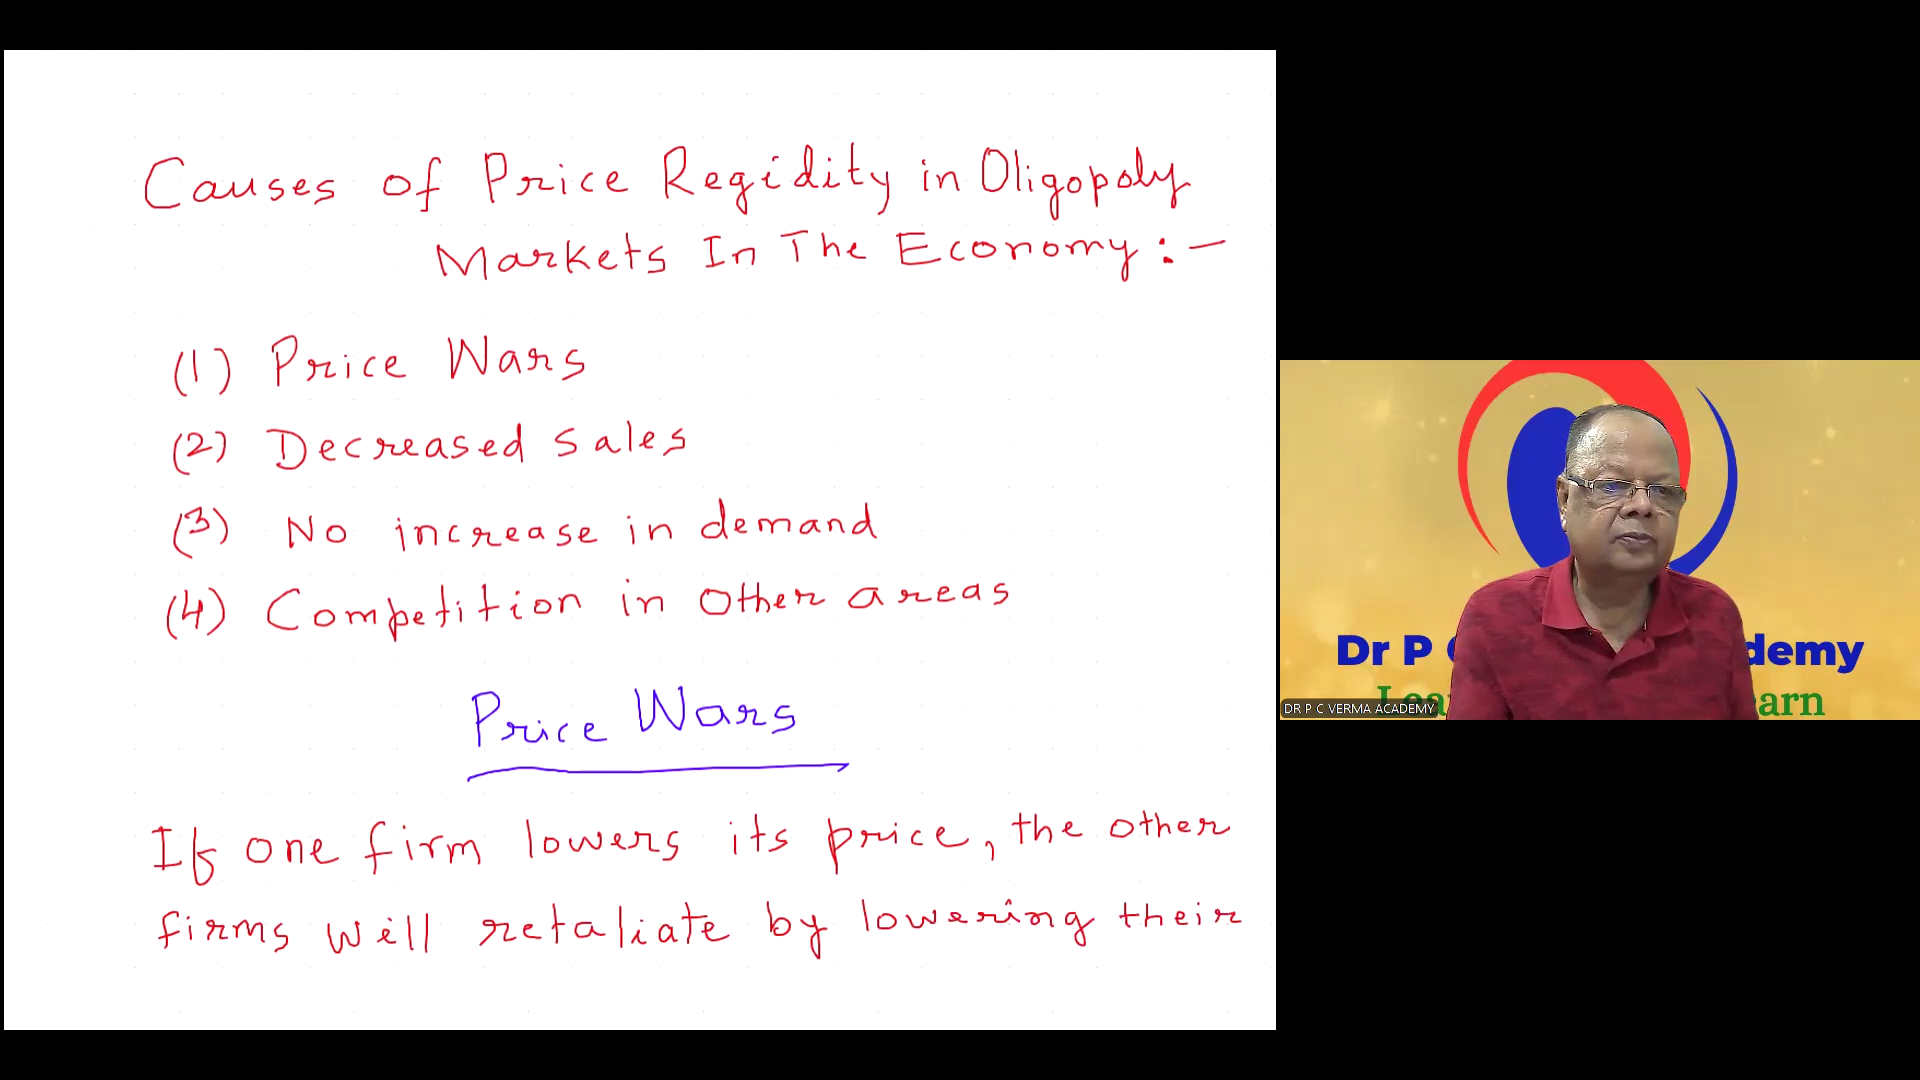 Causes of Price Regidity in Oligopoly
Markets In The Economy :-
(1) Price Wars
(2) Decreased sales
(3) No increase in demand
(4) Competition in other areas
Price Wars
If one firm lowers its price, the other
firms will retaliate by lowering their
Dr P C demy
Lea arn
DR P C VERMA ACADEMY